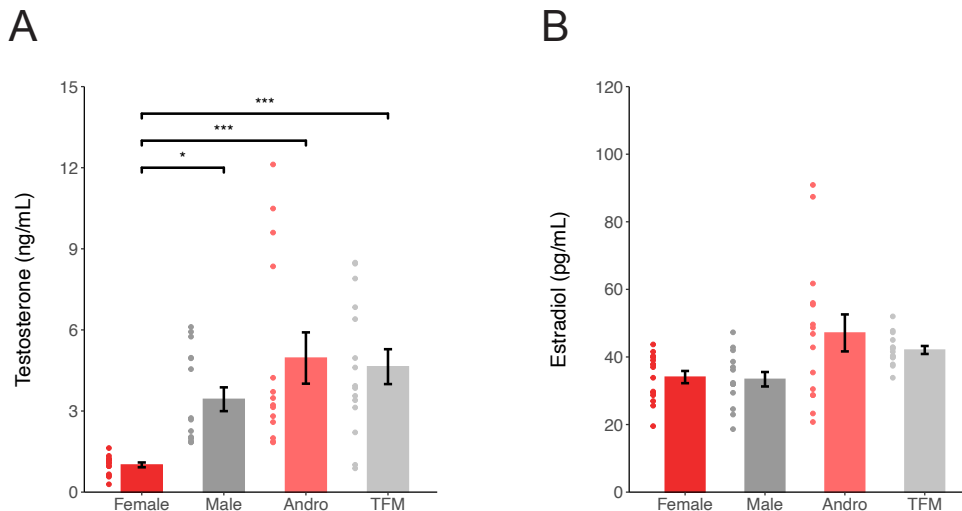 A
Testosterone (ng/mL)
15
12
9
6
3
0
***
***
*
Female Male Andro TFM
B
Estradiol (pg/mL)
120
100
80
60
40
20
0
Female Male Andro TFM